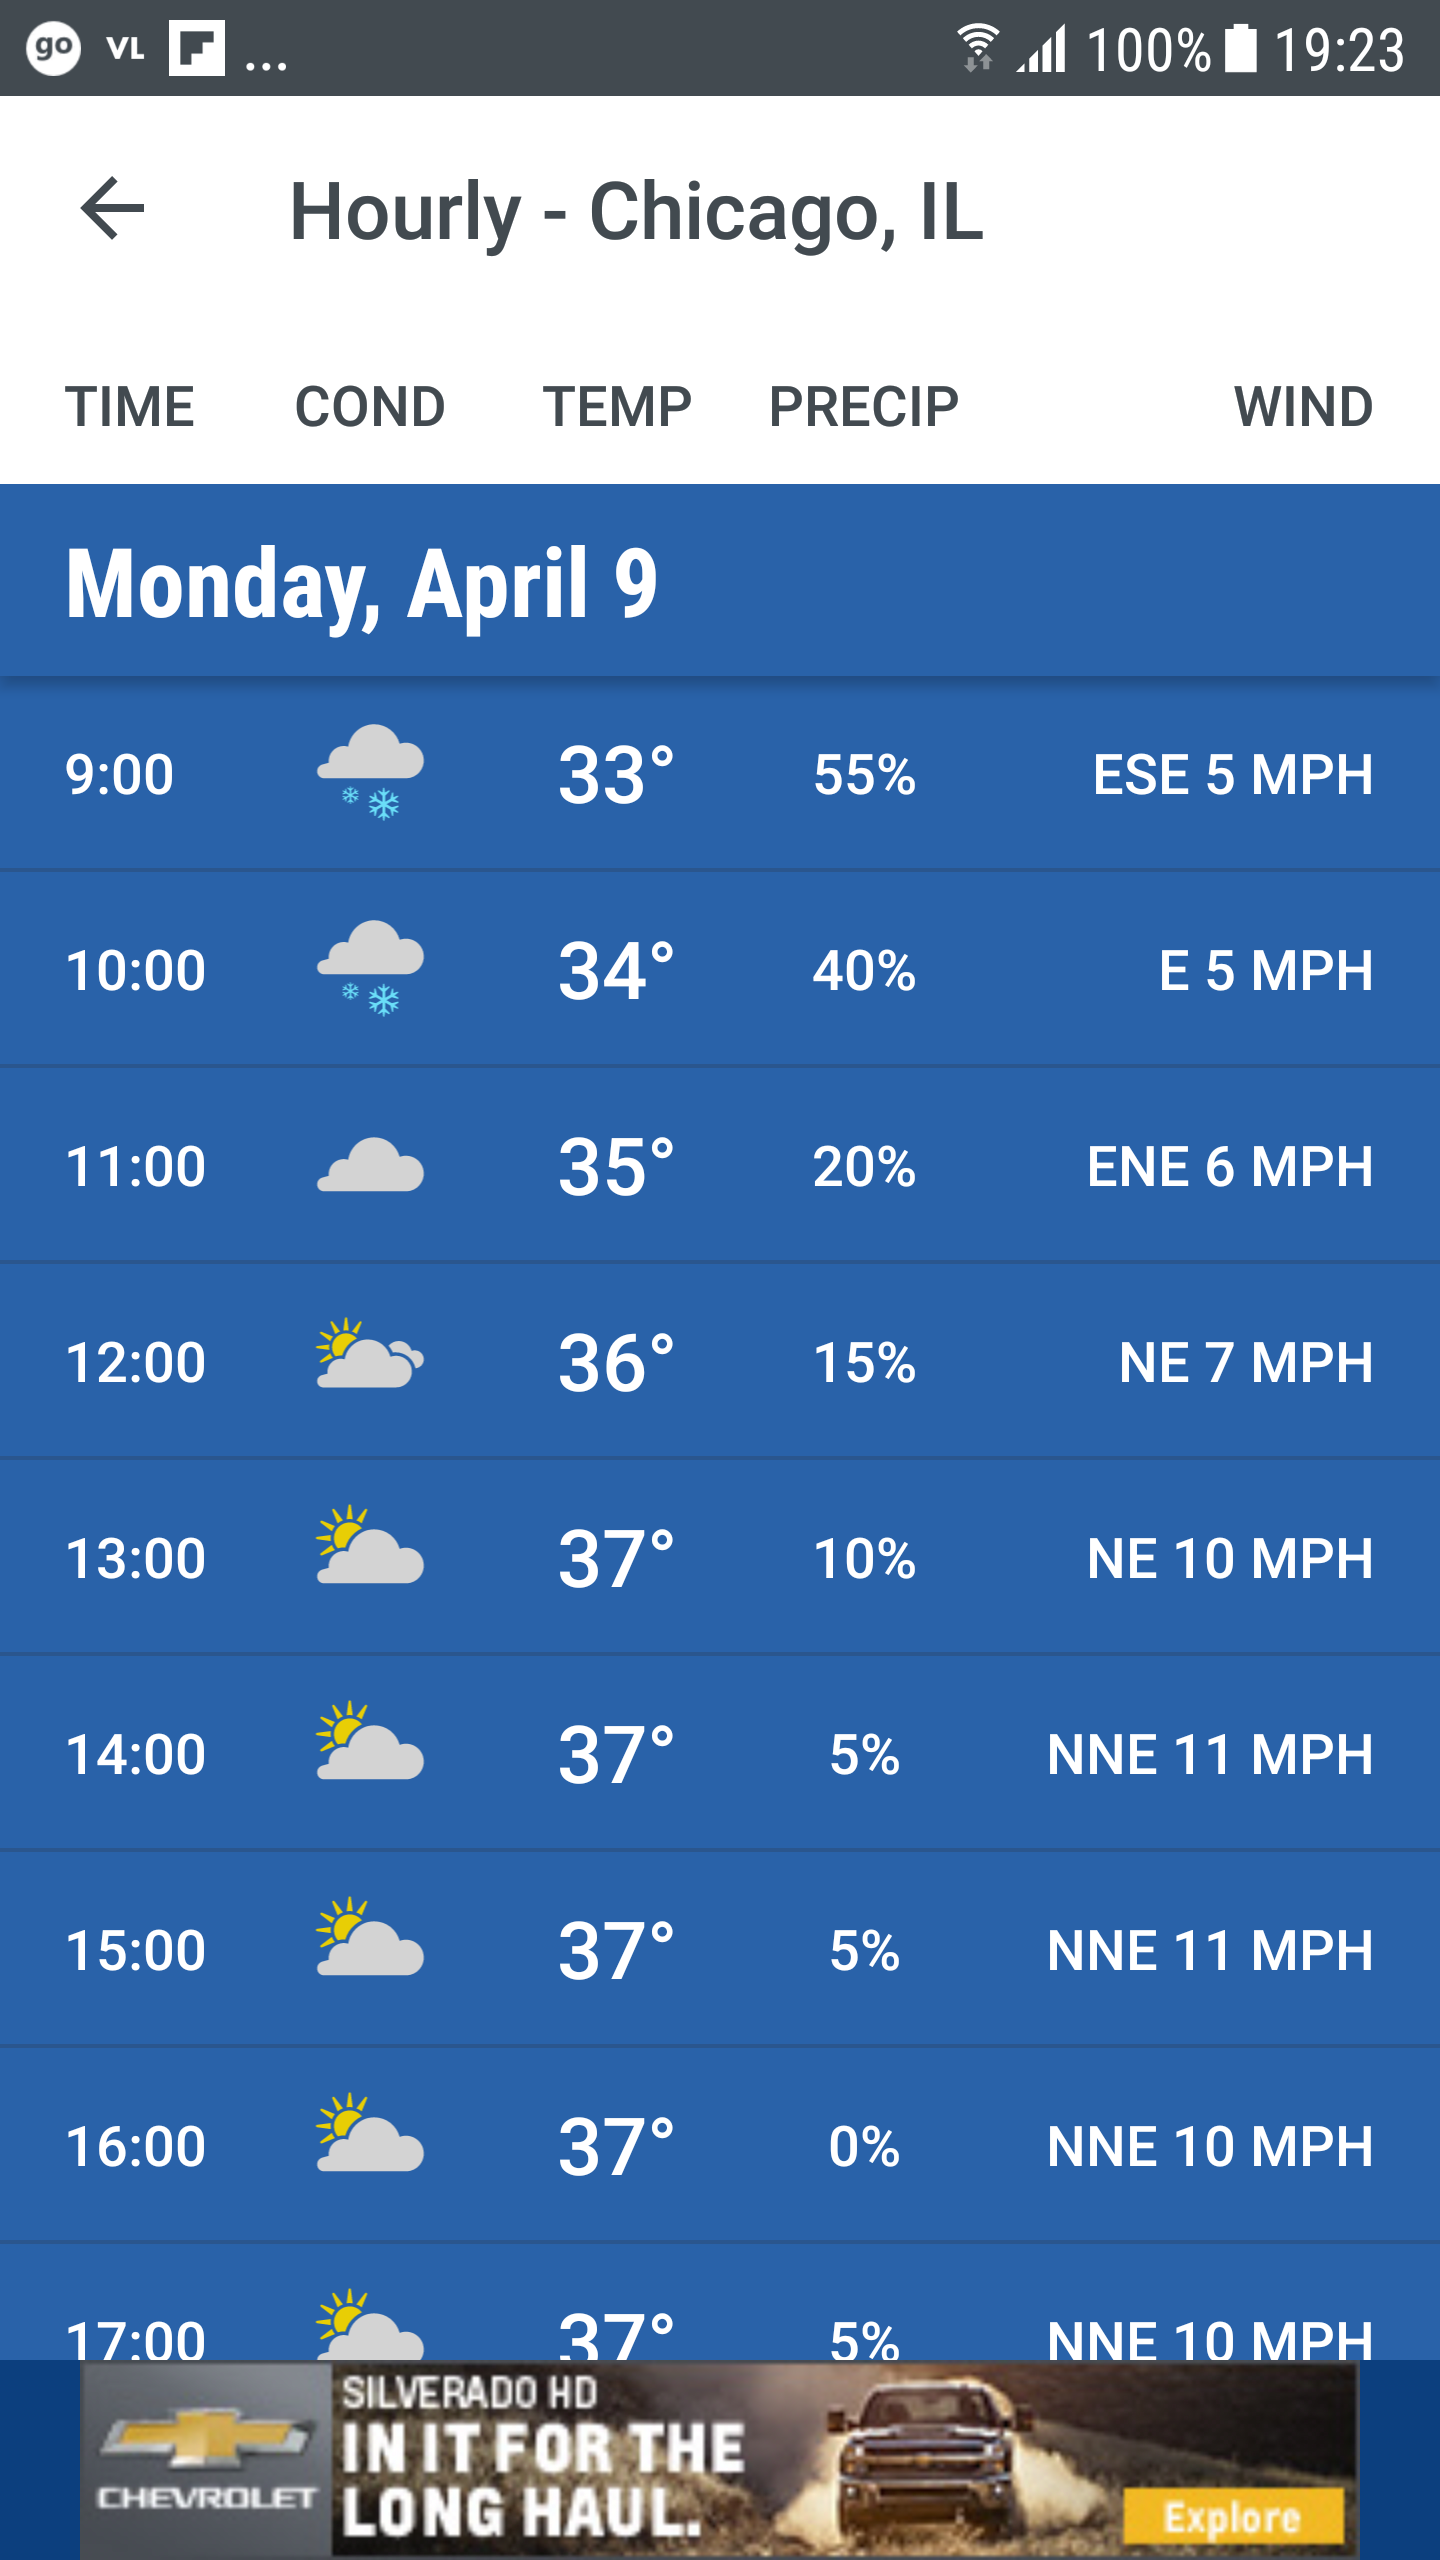 go VL ... 100% 19:23
Hourly - Chicago, IL
TIME COND TEMP PRECIP WIND
Monday, April 9
9:00 33° 55% ESE 5 MPH
10:00 34° 40% E 5 MPH
11:00 35° 20% ENE 6 MPH
12:00 36° 15% NE 7 MPH
13:00 37° 10% NE 10 MPH
14:00 37° 5% NNE 11 MPH
15:00 37° 5% NNE 11 MPH
16:00 37° 0% NNE 10 MPH
17:00 37° 5% NNE 10 MPH
SILVERADO HD
IN IT FOR THE
LONG HAUL.
CHEVROLET
Explore